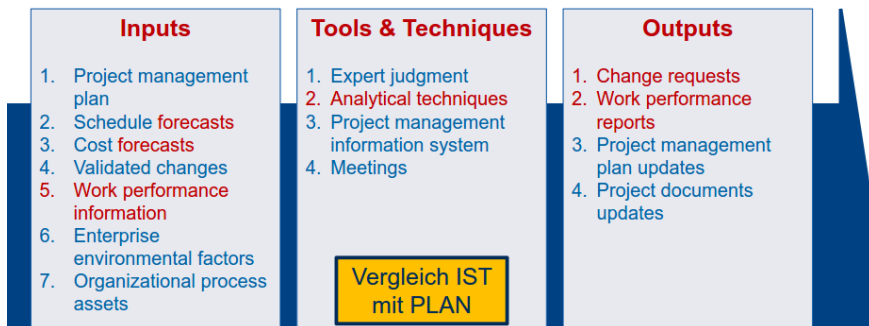 Inputs
1. Project management
plan
2. Schedule forecasts
3. Cost forecasts
4. Validated changes
5. Work performance
information
6. Enterprise
environmental factors
7. Organizational process
assets
Tools & Techniques
1. Expert judgment
2. Analytical techniques
3. Project management
information system
4. Meetings
Vergleich IST
mit PLAN
Outputs
1. Change requests
2. Work performance
reports
3. Project management
plan updates
4. Project documents
updates